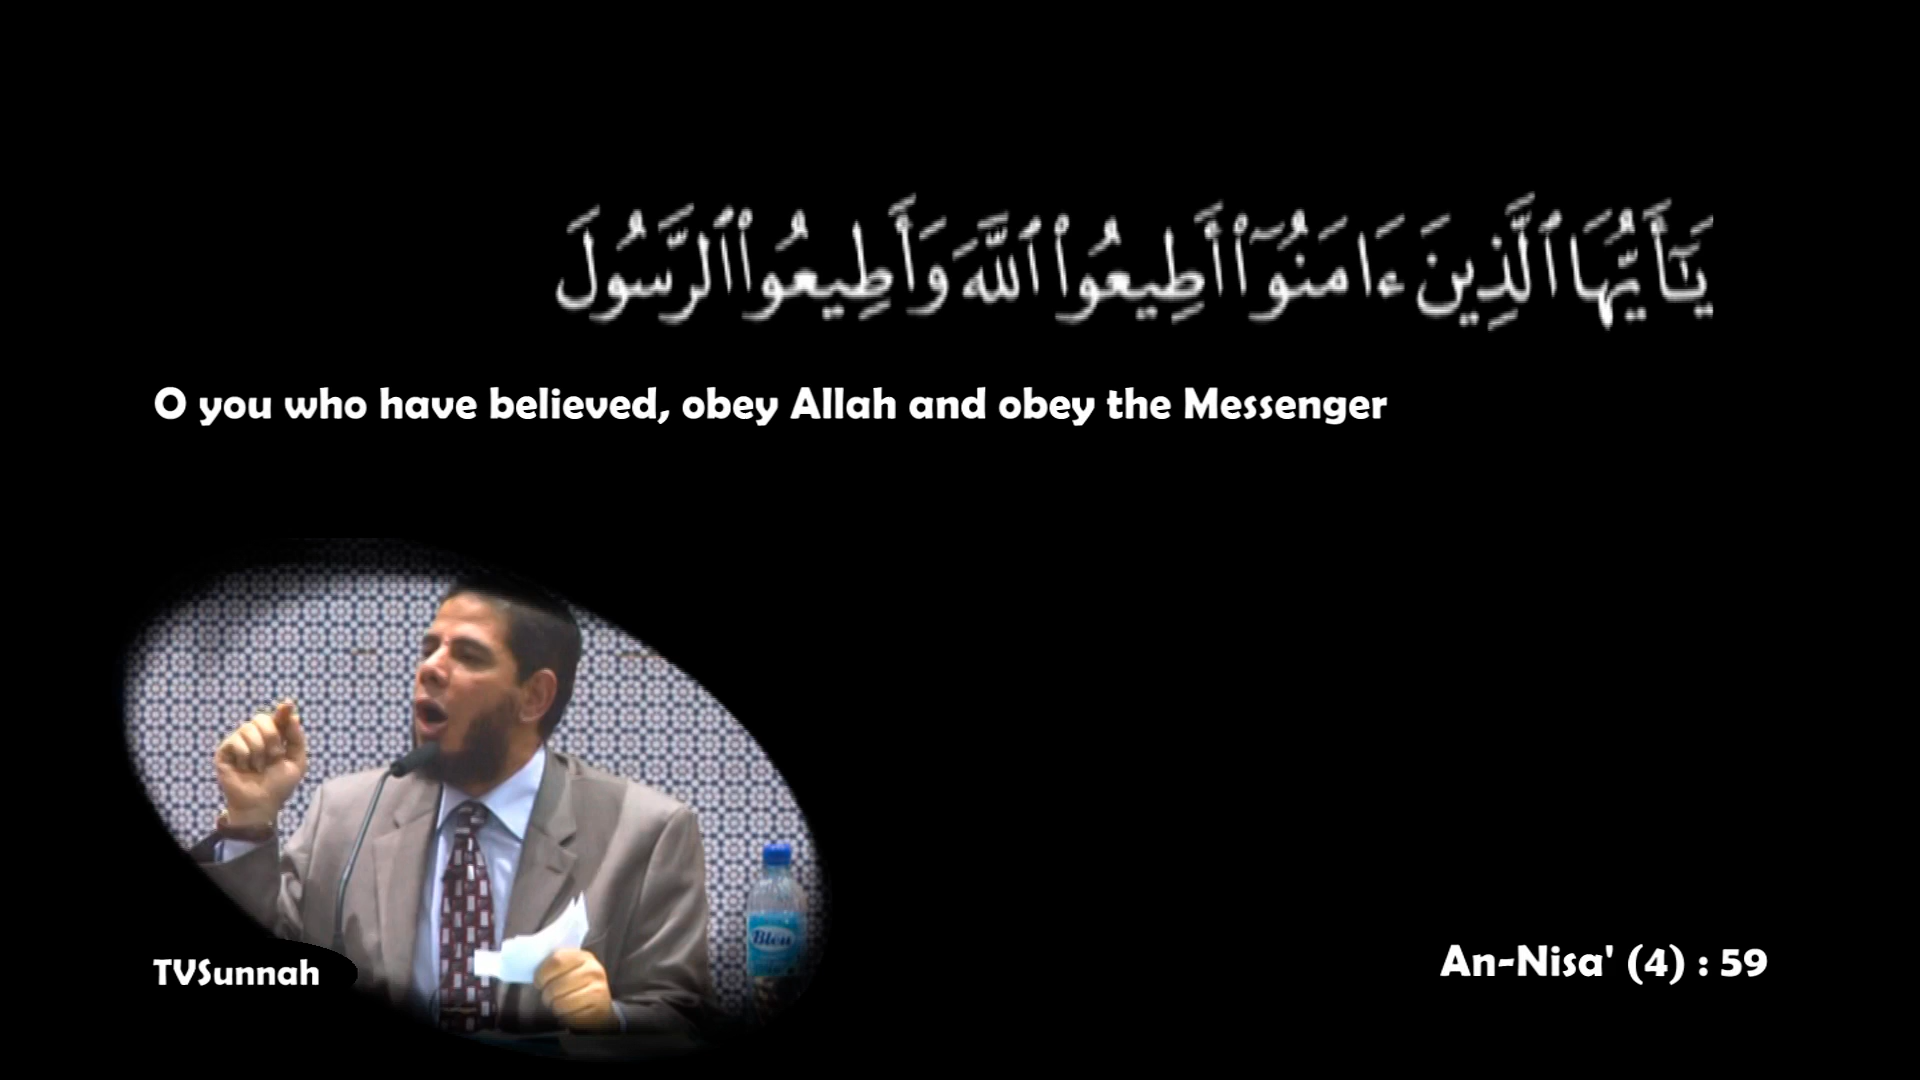 يَٰٓأَيُّهَا ٱلَّذِينَ ءَامَنُوٓا۟ أَطِيعُوا۟ ٱللَّهَ وَأَطِيعُوا۟ ٱلرَّسُولَ
O you who have believed, obey Allah and obey the Messenger
Bleu
TVSunnah
An-Nisa' (4) : 59